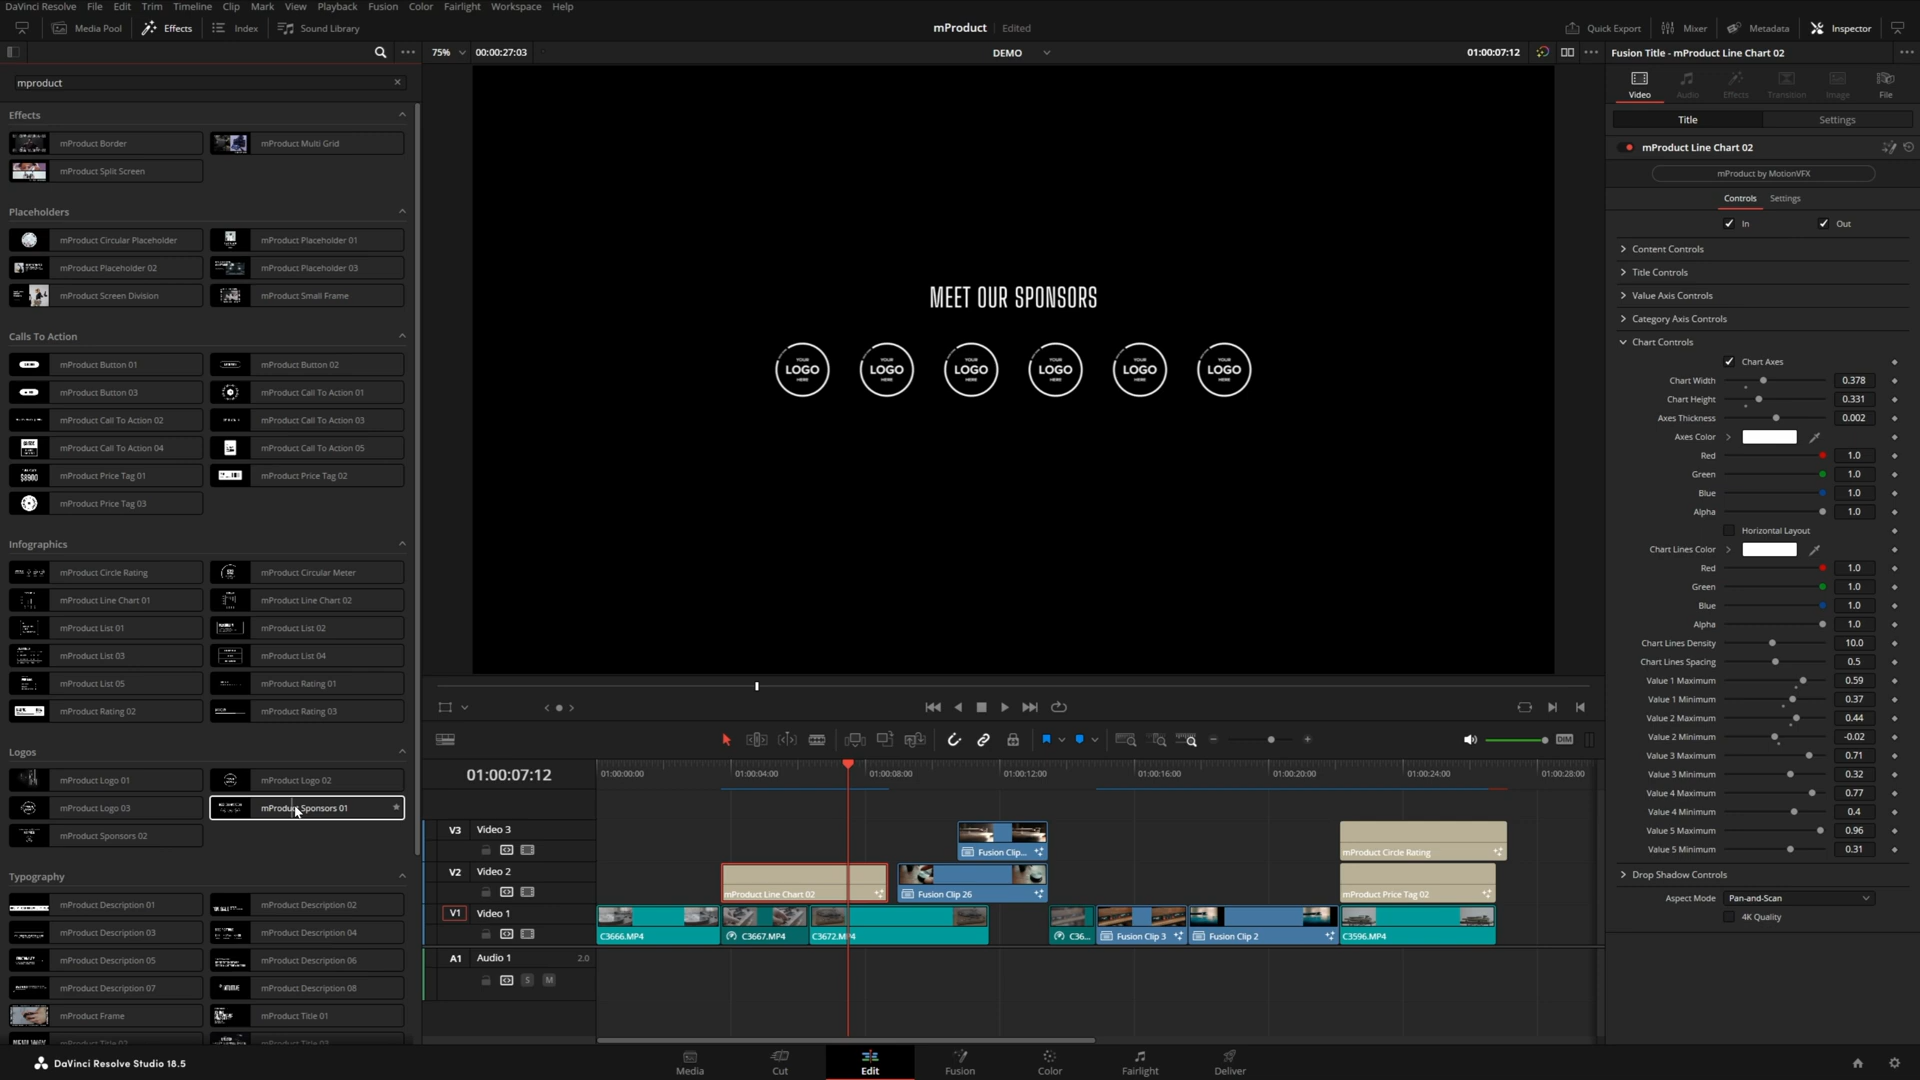 DaVinci Resolve File Edit Trim Timeline Clip Mark View Playback Fusion Color Fairlight Workspace Help
Media Pool Effects Index Sound Library
mProduct Edited
Quick Export Mixer Metadata Inspector
75% 00:00:27:03 DEMO 01:00:07:12
Fusion Title - mProduct Line Chart 02
mproduct
Effects
mProduct Border mProduct Multi Grid
mProduct Split Screen
Placeholders
mProduct Circular Placeholder mProduct Placeholder 01
mProduct Placeholder 02 mProduct Placeholder 03
mProduct Screen Division mProduct Small Frame
Calls To Action
mProduct Button 01 mProduct Button 02
mProduct Button 03 mProduct Call To Action 01
mProduct Call To Action 02 mProduct Call To Action 03
mProduct Call To Action 04 mProduct Call To Action 05
$8900 mProduct Price Tag 01 mProduct Price Tag 02
mProduct Price Tag 03
Infographics
mProduct Circle Rating mProduct Circular Meter
mProduct Line Chart 01 mProduct Line Chart 02
mProduct List 01 mProduct List 02
mProduct List 03 mProduct List 04
mProduct List 05 mProduct Rating 01
mProduct Rating 02 mProduct Rating 03
Logos
mProduct Logo 01 mProduct Logo 02
mProduct Logo 03 mProduct Sponsors 01
mProduct Sponsors 02
Typography
mProduct Description 01 mProduct Description 02
mProduct Description 03 mProduct Description 04
mProduct Description 05 mProduct Description 06
mProduct Description 07 mProduct Description 08
mProduct Frame mProduct Title 01
mProduct Title 02 mProduct Title 03
MEET OUR SPONSORS
YOUR LOGO HERE YOUR LOGO HERE YOUR LOGO HERE YOUR LOGO HERE YOUR LOGO HERE YOUR LOGO HERE
Video Audio Effects Transition Image File
Title Settings
mProduct Line Chart 02
mProduct by MotionVFX
Controls Settings
In Out
Content Controls
Title Controls
Value Axis Controls
Category Axis Controls
Chart Controls
Chart Axes
Chart Width 0.378
Chart Height 0.331
Axes Thickness 0.002
Axes Color
Red 1.0
Green 1.0
Blue 1.0
Alpha 1.0
Horizontal Layout
Chart Lines Color
Red 1.0
Green 1.0
Blue 1.0
Alpha 1.0
Chart Lines Density 10.0
Chart Lines Spacing 0.5
Value 1 Maximum 0.59
Value 1 Minimum 0.37
Value 2 Maximum 0.44
Value 2 Minimum -0.02
Value 3 Maximum 0.71
Value 3 Minimum 0.32
Value 4 Maximum 0.77
Value 4 Minimum 0.4
Value 5 Maximum 0.96
Value 5 Minimum 0.31
Drop Shadow Controls
Aspect Mode Pan-and-Scan
4K Quality
DIM
01:00:07:12
01:00:00:00 01:00:04:00 01:00:08:00 01:00:12:00 01:00:16:00 01:00:20:00 01:00:24:00 01:00:28:00
V3 Video 3
Fusion Clip... mProduct Circle Rating
V2 Video 2
mProduct Line Chart 02 Fusion Clip 26 mProduct Price Tag 02
V1 Video 1
C3666.MP4 C3667.MP4 C3672.MP4 C36... Fusion Clip 3 Fusion Clip 2 C3596.MP4
A1 Audio 1 2.0
S M
DaVinci Resolve Studio 18.5
Media Cut Edit Fusion Color Fairlight Deliver